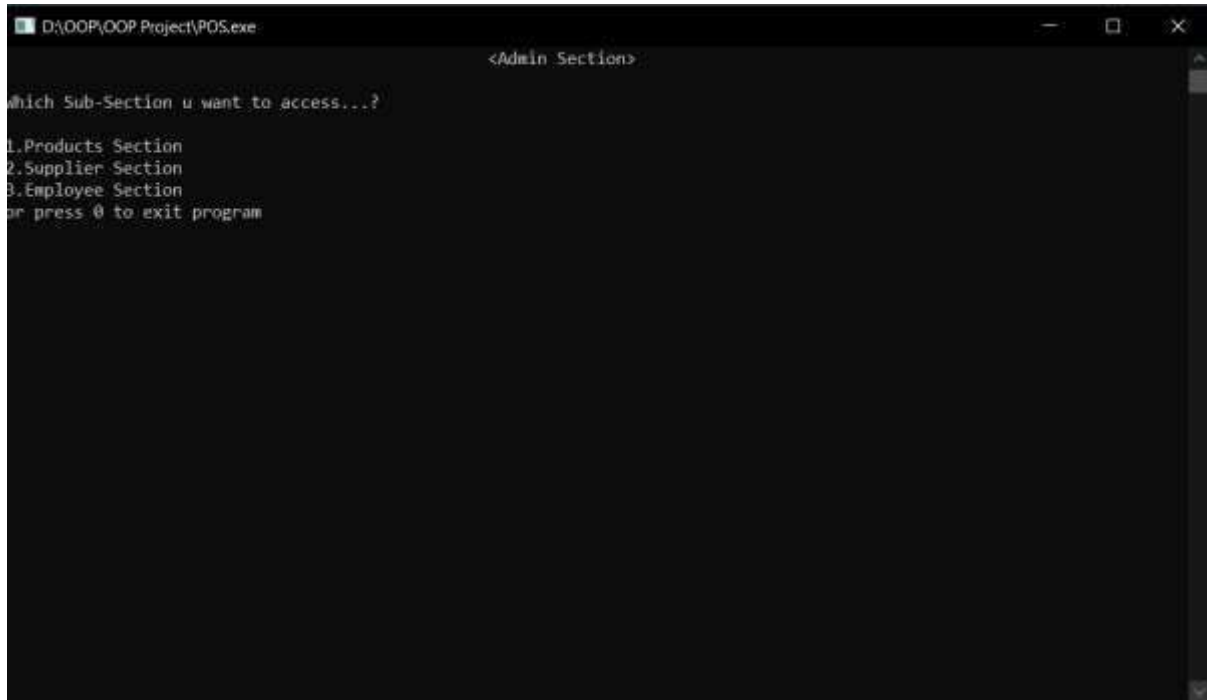 D:\OOP\OOP Project\POS.exe
<Admin Section>
Which Sub-Section u want to access...?
1.Products Section
2.Supplier Section
3.Employee Section
or press 0 to exit program